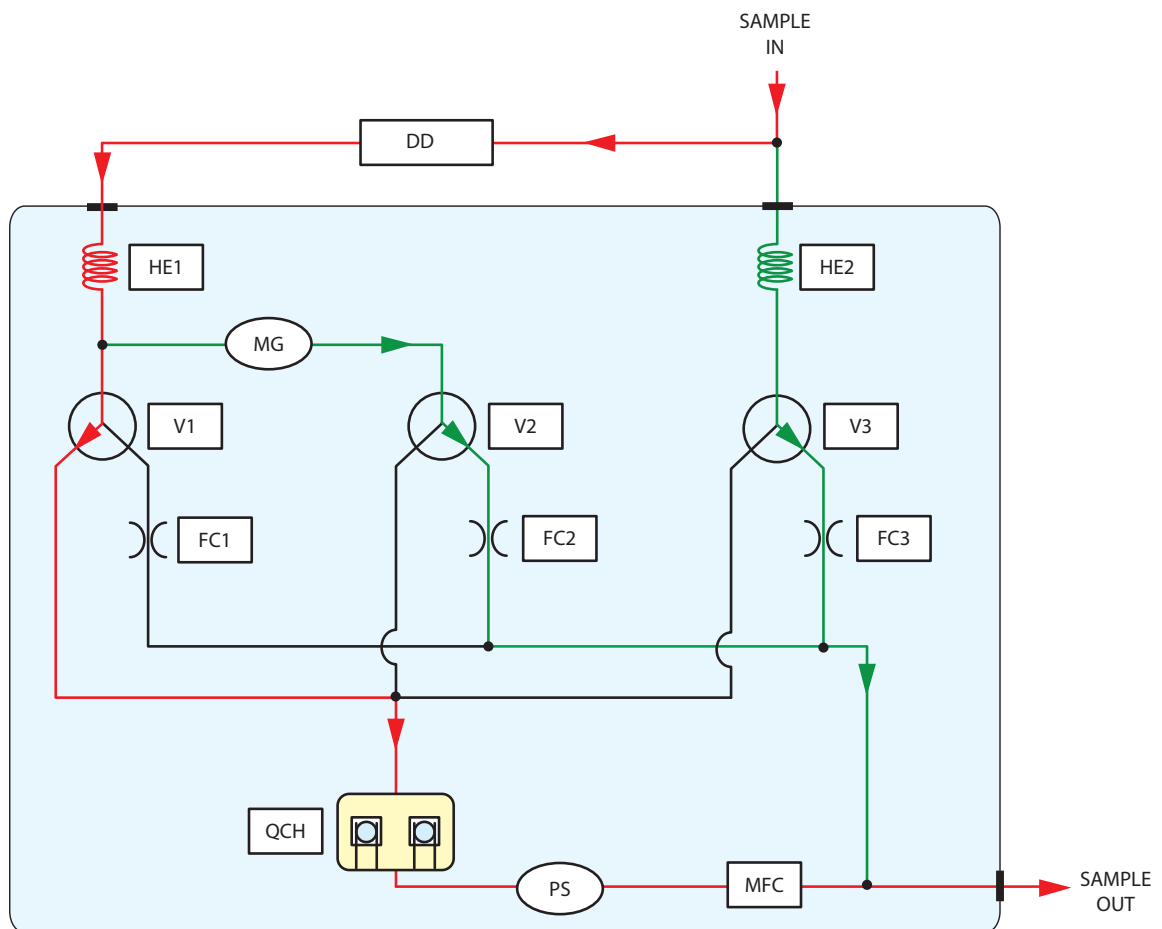 SAMPLE
IN
DD
HE1
HE2
MG
V1
V2
V3
FC1
FC2
FC3
QCH
PS
MFC
SAMPLE
OUT